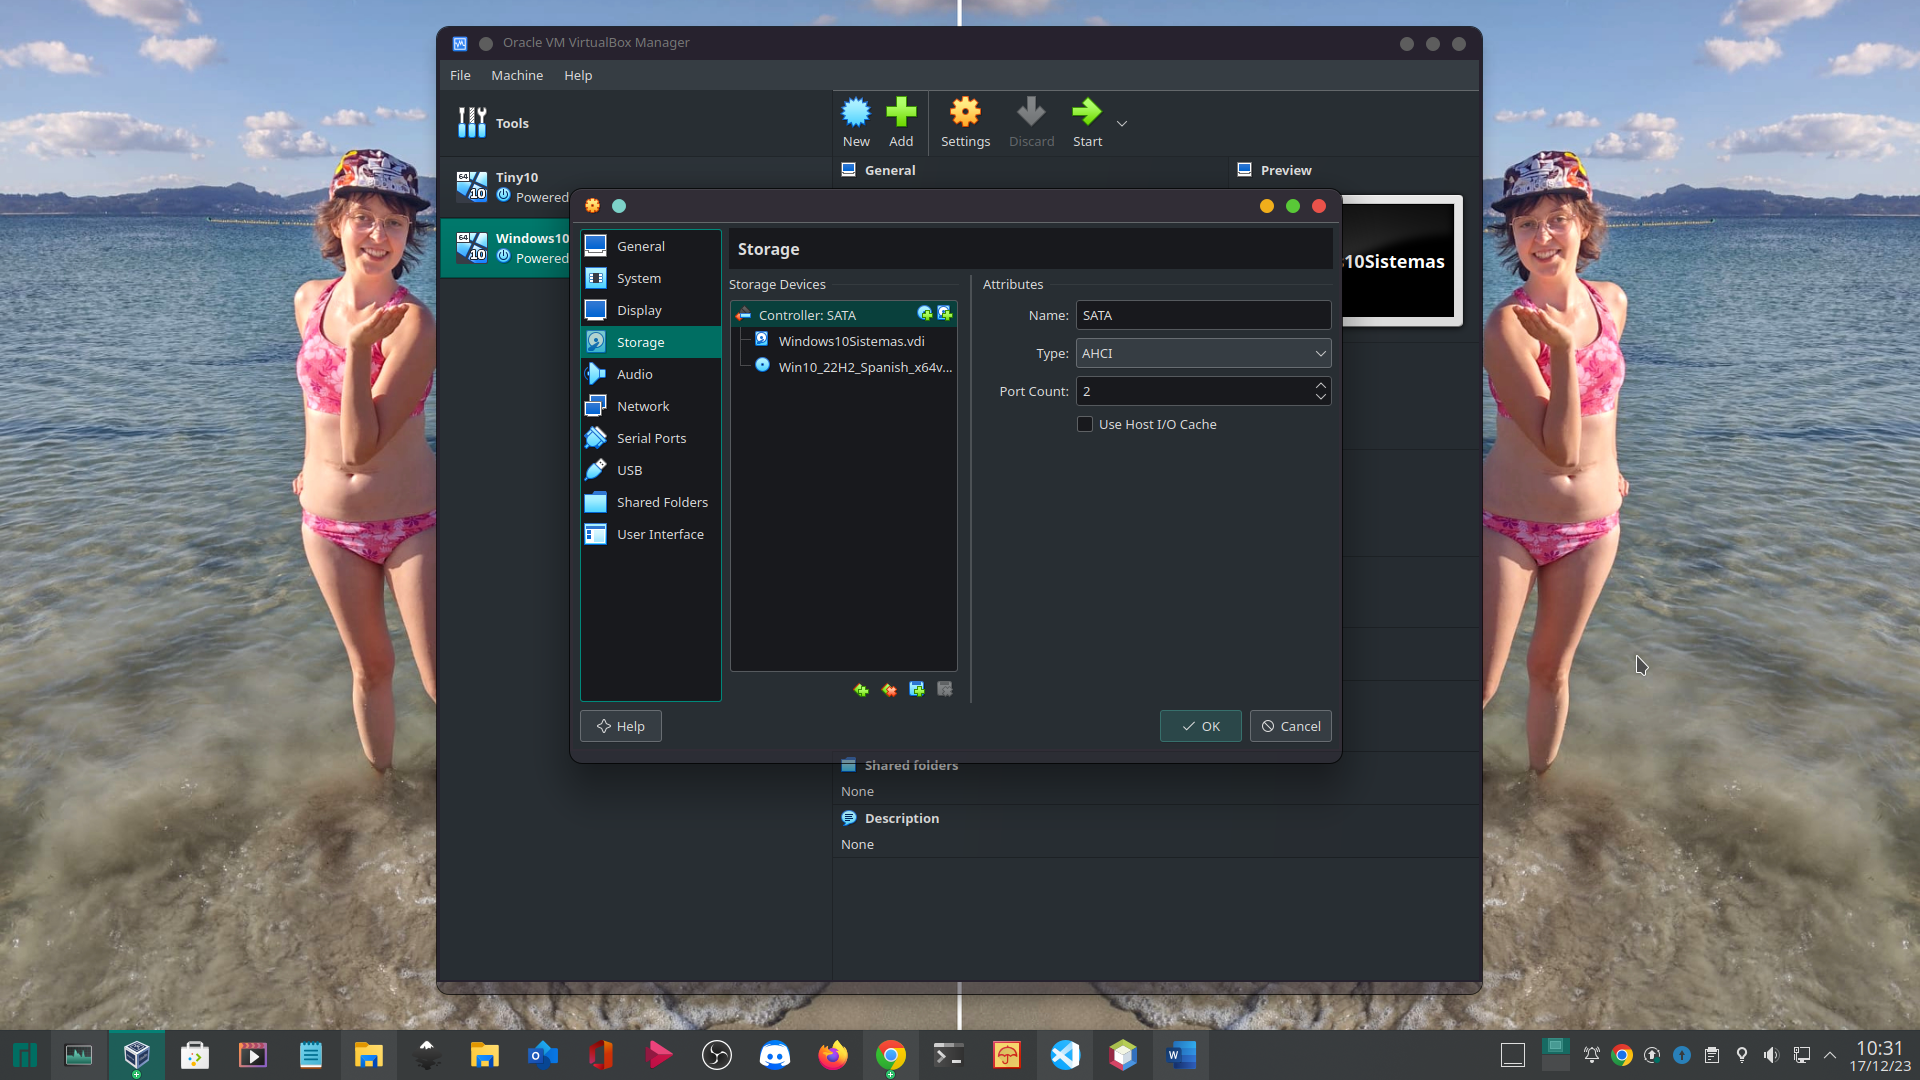 Oracle VM VirtualBox Manager
File Machine Help
Tools
New Add Settings Discard Start
General
Preview
Tiny10
Powered
Windows10
Powered
10Sistemas
General
System
Display
Storage
Audio
Network
Serial Ports
USB
Shared Folders
User Interface
Storage
Storage Devices
Controller: SATA
Windows10Sistemas.vdi
Win10_22H2_Spanish_x64v...
Attributes
Name: SATA
Type: AHCI
Port Count: 2
Use Host I/O Cache
Help
OK
Cancel
Shared folders
None
Description
None
10:31
17/12/23